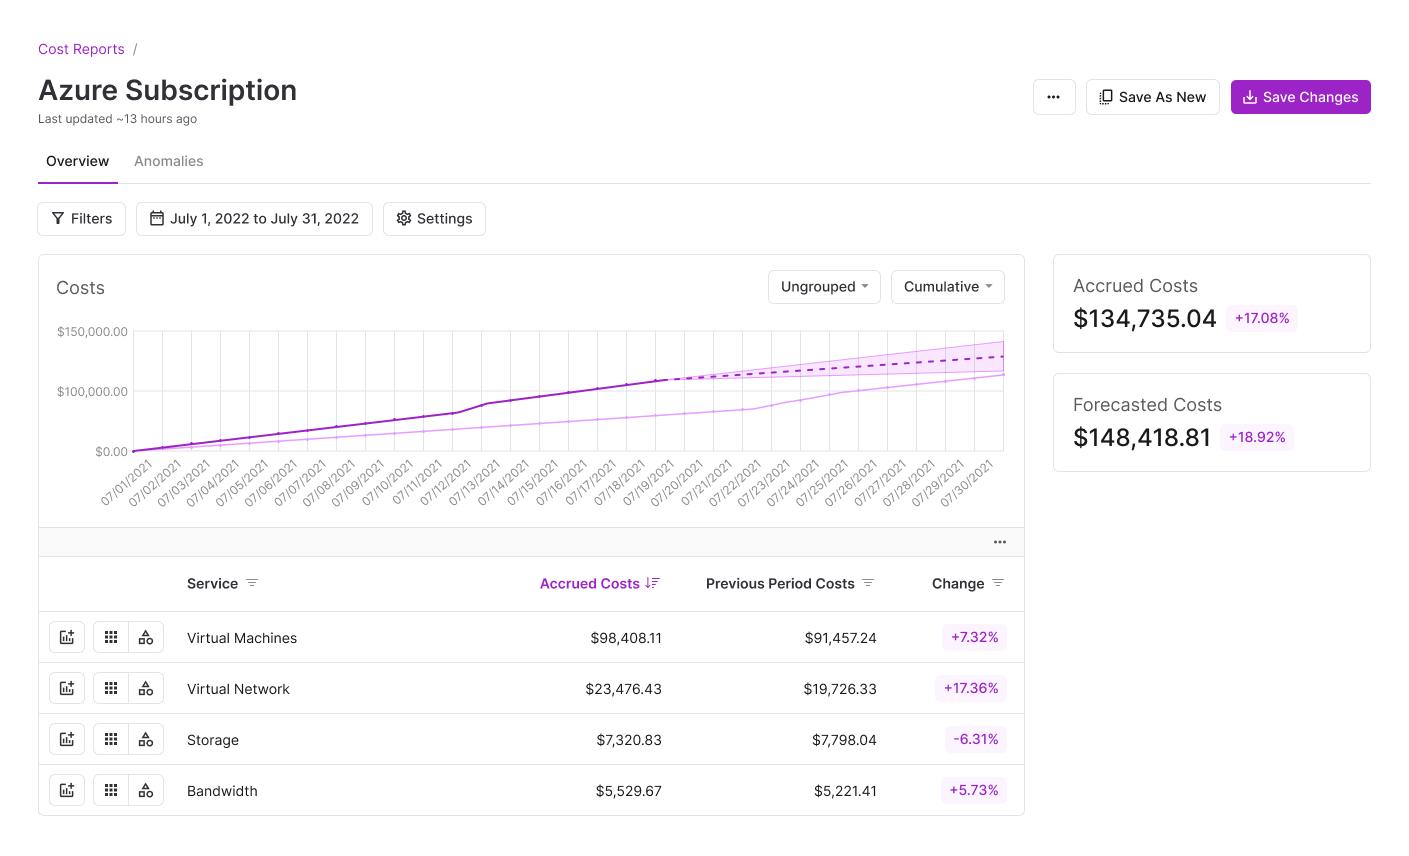 Cost Reports /
Azure Subscription
Last updated ~13 hours ago
... Save As New Save Changes
Overview Anomalies
Filters July 1, 2022 to July 31, 2022 Settings
Costs
Ungrouped Cumulative
$150,000.00
$100,000.00
$0.00
07/01/2021 07/02/2021 07/03/2021 07/04/2021 07/05/2021 07/06/2021 07/07/2021 07/08/2021 07/09/2021 07/10/2021 07/11/2021 07/12/2021 07/13/2021 07/14/2021 07/15/2021 07/16/2021 07/17/2021 07/18/2021 07/19/2021 07/20/2021 07/21/2021 07/22/2021 07/23/2021 07/24/2021 07/25/2021 07/26/2021 07/27/2021 07/28/2021 07/29/2021 07/30/2021
Accrued Costs
$134,735.04 +17.08%
Forecasted Costs
$148,418.81 +18.92%
...
Service Accrued Costs Previous Period Costs Change
Virtual Machines $98,408.11 $91,457.24 +7.32%
Virtual Network $23,476.43 $19,726.33 +17.36%
Storage $7,320.83 $7,798.04 -6.31%
Bandwidth $5,529.67 $5,221.41 +5.73%